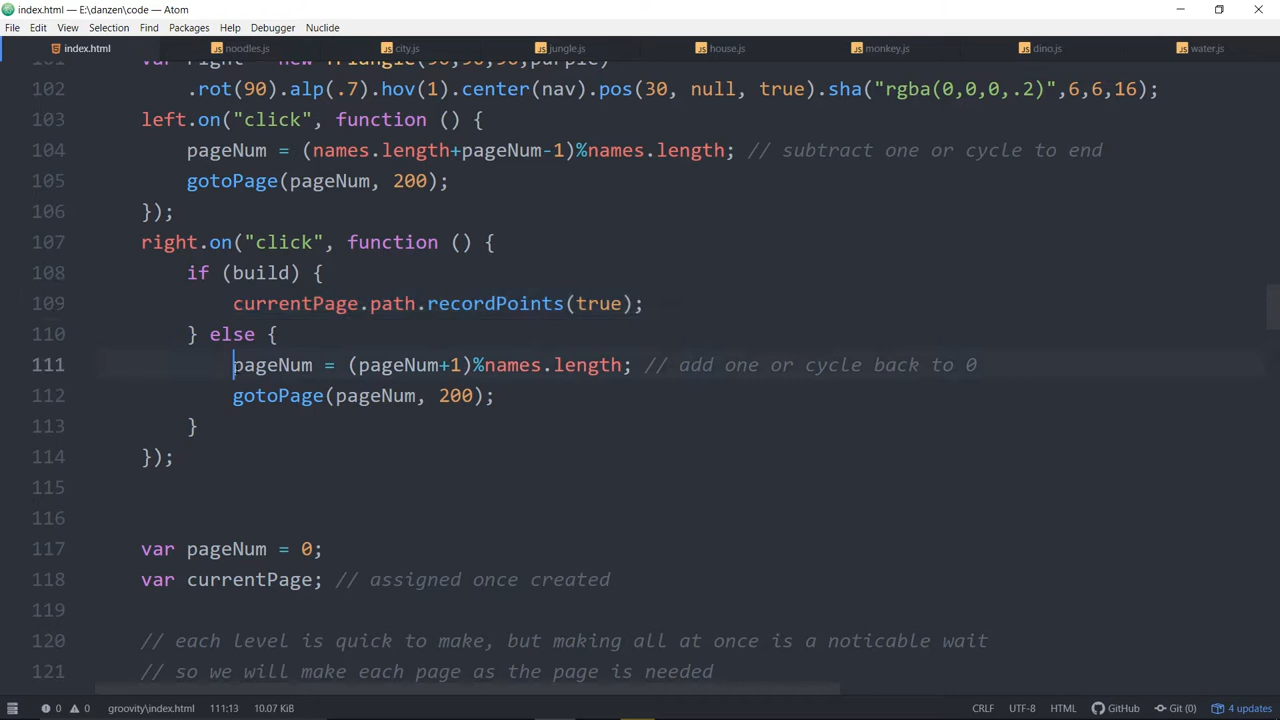 index.html — E:\danzen\code — Atom
File Edit View Selection Find Packages Help Debugger Nuclide
index.html noodles.js city.js jungle.js house.js monkey.js dino.js water.js
101 var right = new Triangle(90,90,90,purple)
102 .rot(90).alp(.7).hov(1).center(nav).pos(30, null, true).sha("rgba(0,0,0,.2)",6,6,16);
103 left.on("click", function () {
104 pageNum = (names.length+pageNum-1)%names.length; // subtract one or cycle to end
105 gotoPage(pageNum, 200);
106 });
107 right.on("click", function () {
108 if (build) {
109 currentPage.path.recordPoints(true);
110 } else {
111 pageNum = (pageNum+1)%names.length; // add one or cycle back to 0
112 gotoPage(pageNum, 200);
113 }
114 });
115
116
117 var pageNum = 0;
118 var currentPage; // assigned once created
119
120 // each level is quick to make, but making all at once is a noticable wait
121 // so we will make each page as the page is needed
0 0 groovity\index.html 111:13 10.07 KiB CRLF UTF-8 HTML GitHub Git (0) 4 updates